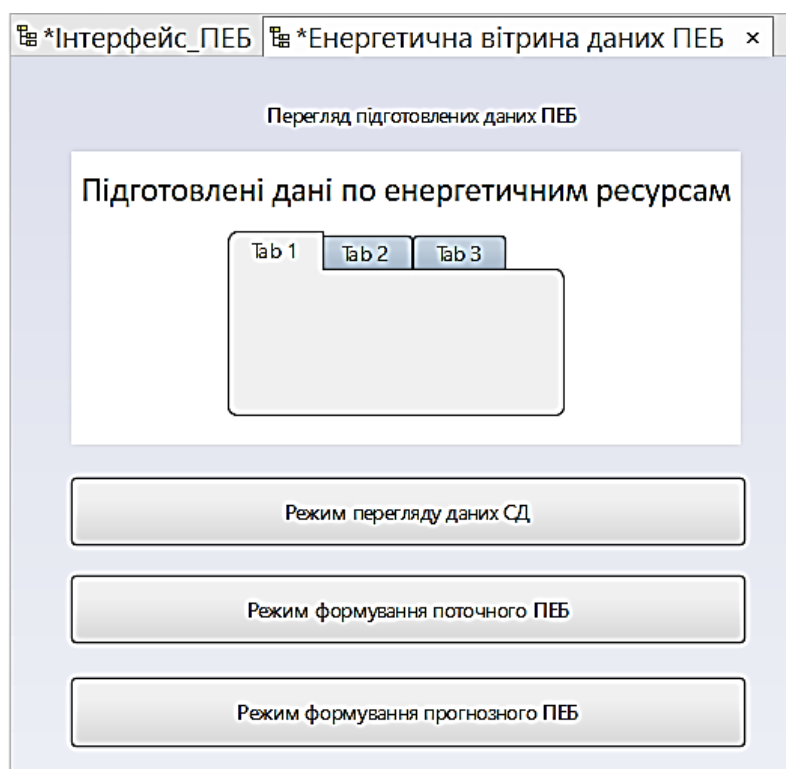 *Інтерфейс_ПЕБ *Енергетична вітрина даних ПЕБ ×
Перегляд підготовлених даних ПЕБ
Підготовлені дані по енергетичним ресурсам
Tab 1 Tab 2 Tab 3
Режим перегляду даних СД
Режим формування поточного ПЕБ
Режим формування прогнозного ПЕБ